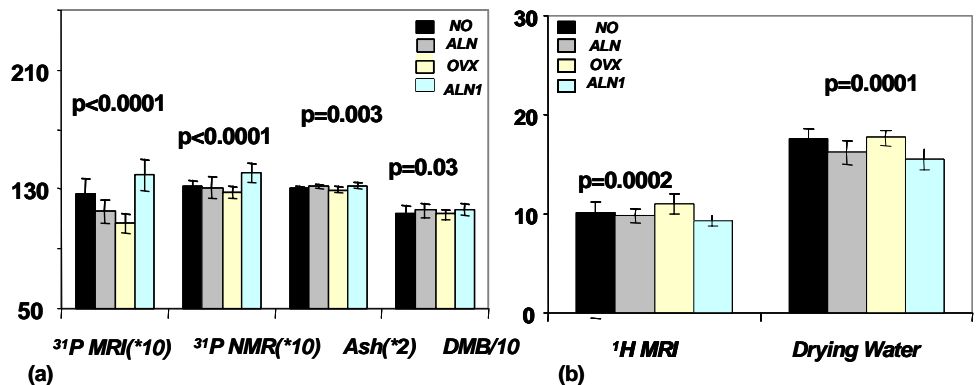 210
130
50
NO
ALN
OVX
ALN1
p<0.0001
p<0.0001
p=0.003
p=0.03
³¹P MRI(*10) ³¹P NMR(*10) Ash(*2) DMB/10
(a)
30
20
10
0
NO
ALN
OVX
ALN1
p=0.0002
p=0.0001
¹H MRI Drying Water
(b)